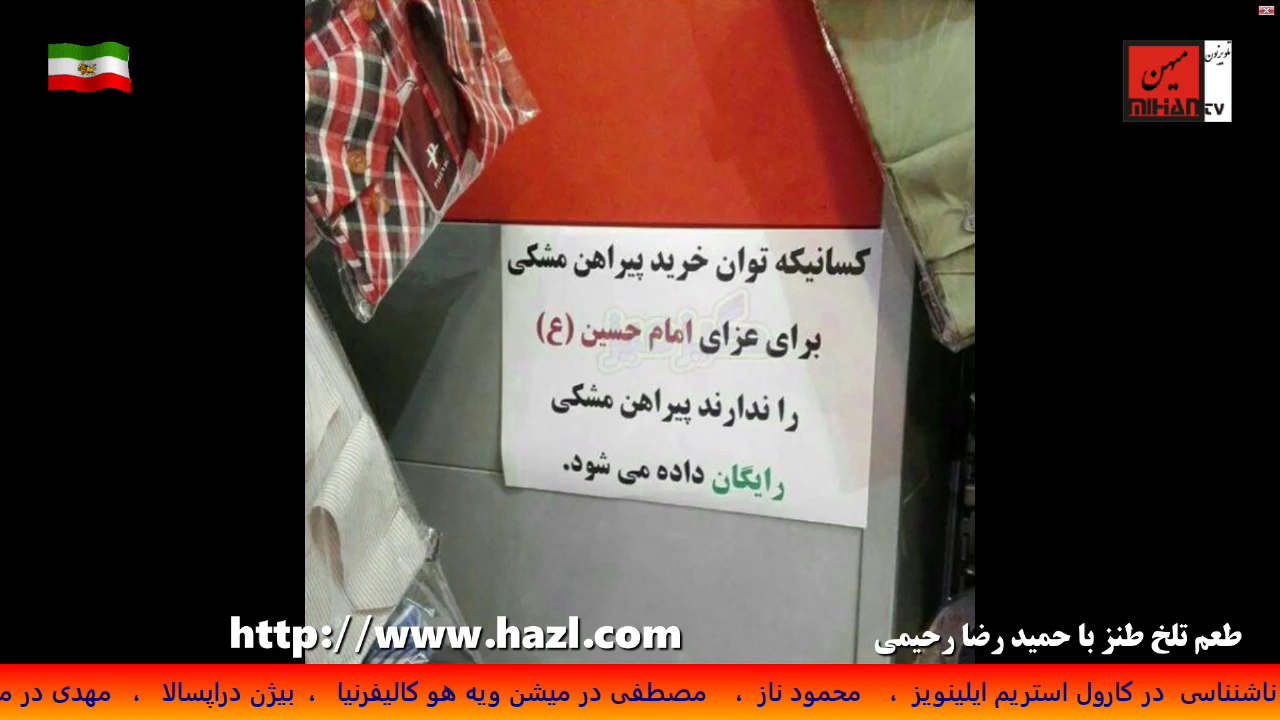 تلویزیون
میهن
MIHAN TV
کسانیکه توان خرید پیراهن مشکی
برای عزای امام حسین (ع)
را ندارند پیراهن مشکی
رایگان داده می شود.
http://www.hazl.com
طعم تلخ طنز با حمید رضا رحیمی
ناشنناسی در کارول استریم ایلینویز ، محمود ناز ، مصطفی در میشن ویه هو کالیفرنیا ، بیژن دراپسالا ، مهدی در م